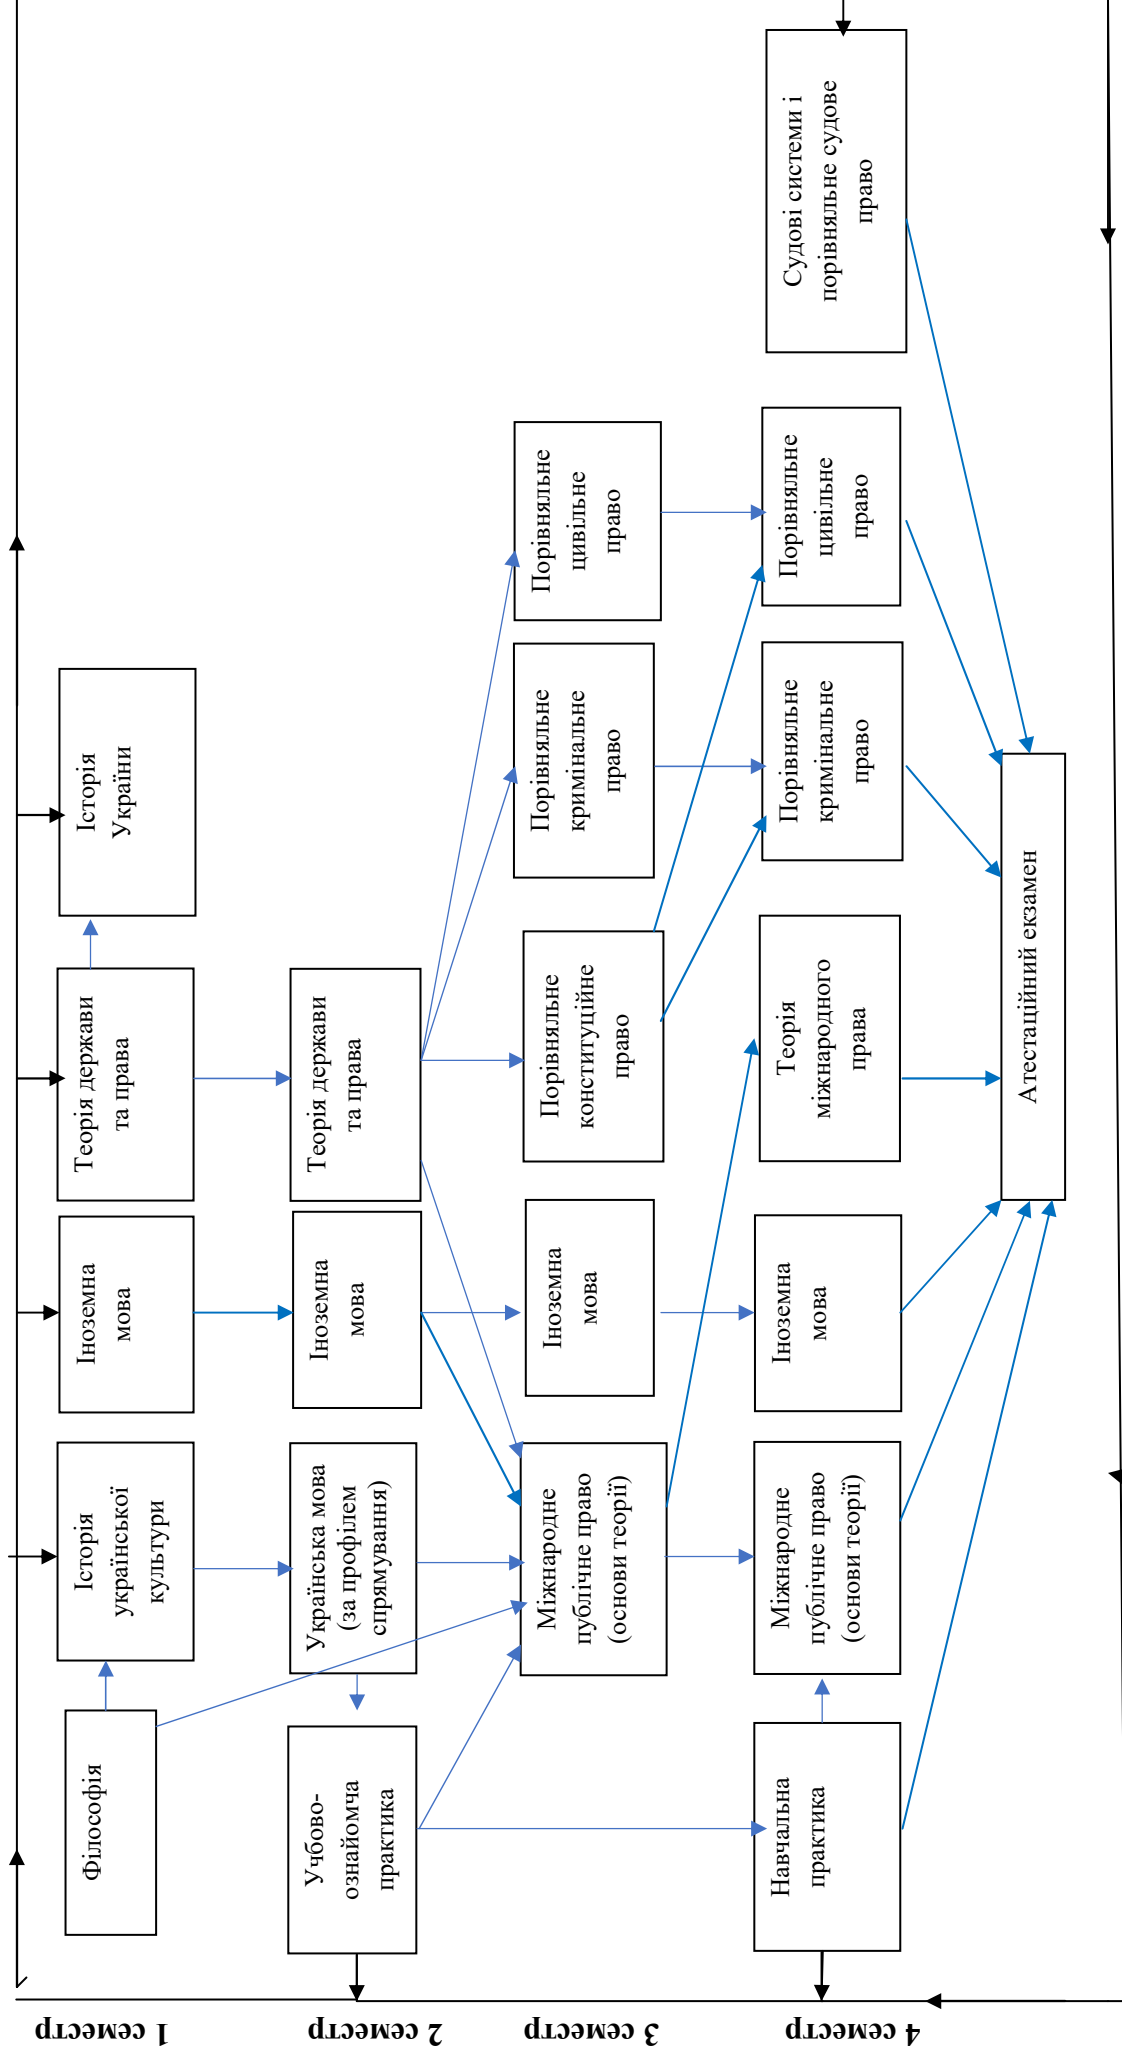 1 семестр
Філософія
Історія
української
культури
Іноземна
мова
Теорія держави
та права
Історія
України
2 семестр
Учбово-
ознайомча
практика
Українська мова
(за профілем
спрямування)
Іноземна
мова
Теорія держави
та права
3 семестр
Міжнародне
публічне право
(основи теорії)
Іноземна
мова
Порівняльне
конституційне
право
Порівняльне
кримінальне
право
Порівняльне
цивільне
право
4 семестр
Навчальна
практика
Міжнародне
публічне право
(основи теорії)
Іноземна
мова
Теорія
міжнародного
права
Порівняльне
кримінальне
право
Порівняльне
цивільне
право
Судові системи і
порівняльне судове
право
Атестаційний екзамен